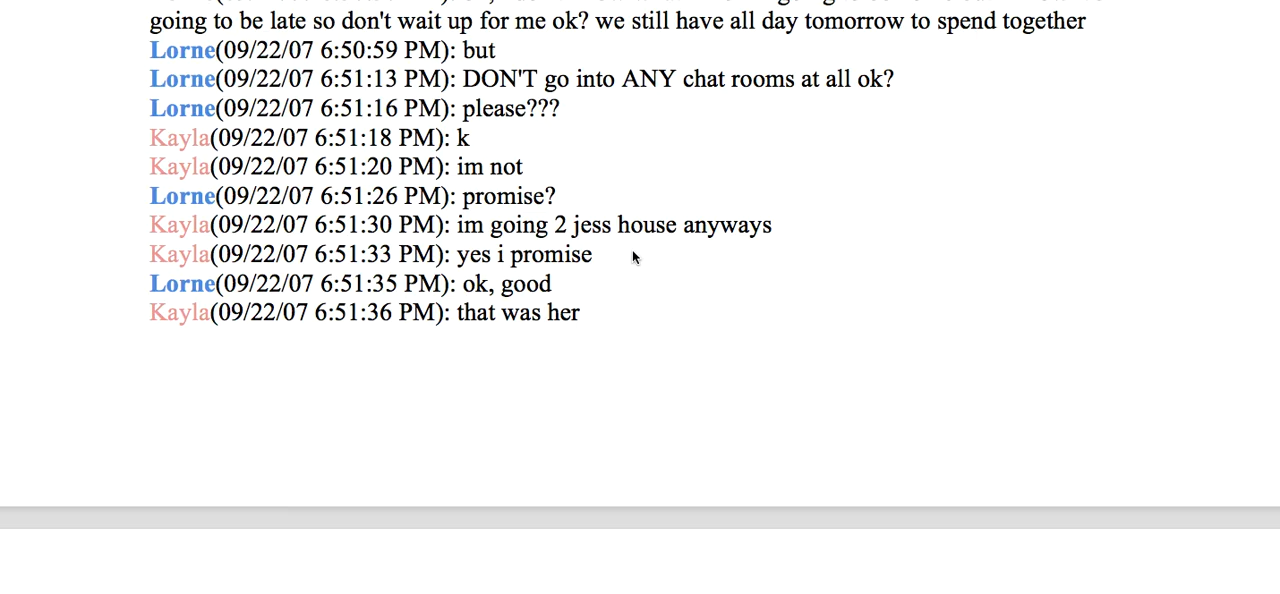 going to be late so don't wait up for me ok? we still have all day tomorrow to spend together
Lorne(09/22/07 6:50:59 PM): but
Lorne(09/22/07 6:51:13 PM): DON'T go into ANY chat rooms at all ok?
Lorne(09/22/07 6:51:16 PM): please???
Kayla(09/22/07 6:51:18 PM): k
Kayla(09/22/07 6:51:20 PM): im not
Lorne(09/22/07 6:51:26 PM): promise?
Kayla(09/22/07 6:51:30 PM): im going 2 jess house anyways
Kayla(09/22/07 6:51:33 PM): yes i promise
Lorne(09/22/07 6:51:35 PM): ok, good
Kayla(09/22/07 6:51:36 PM): that was her